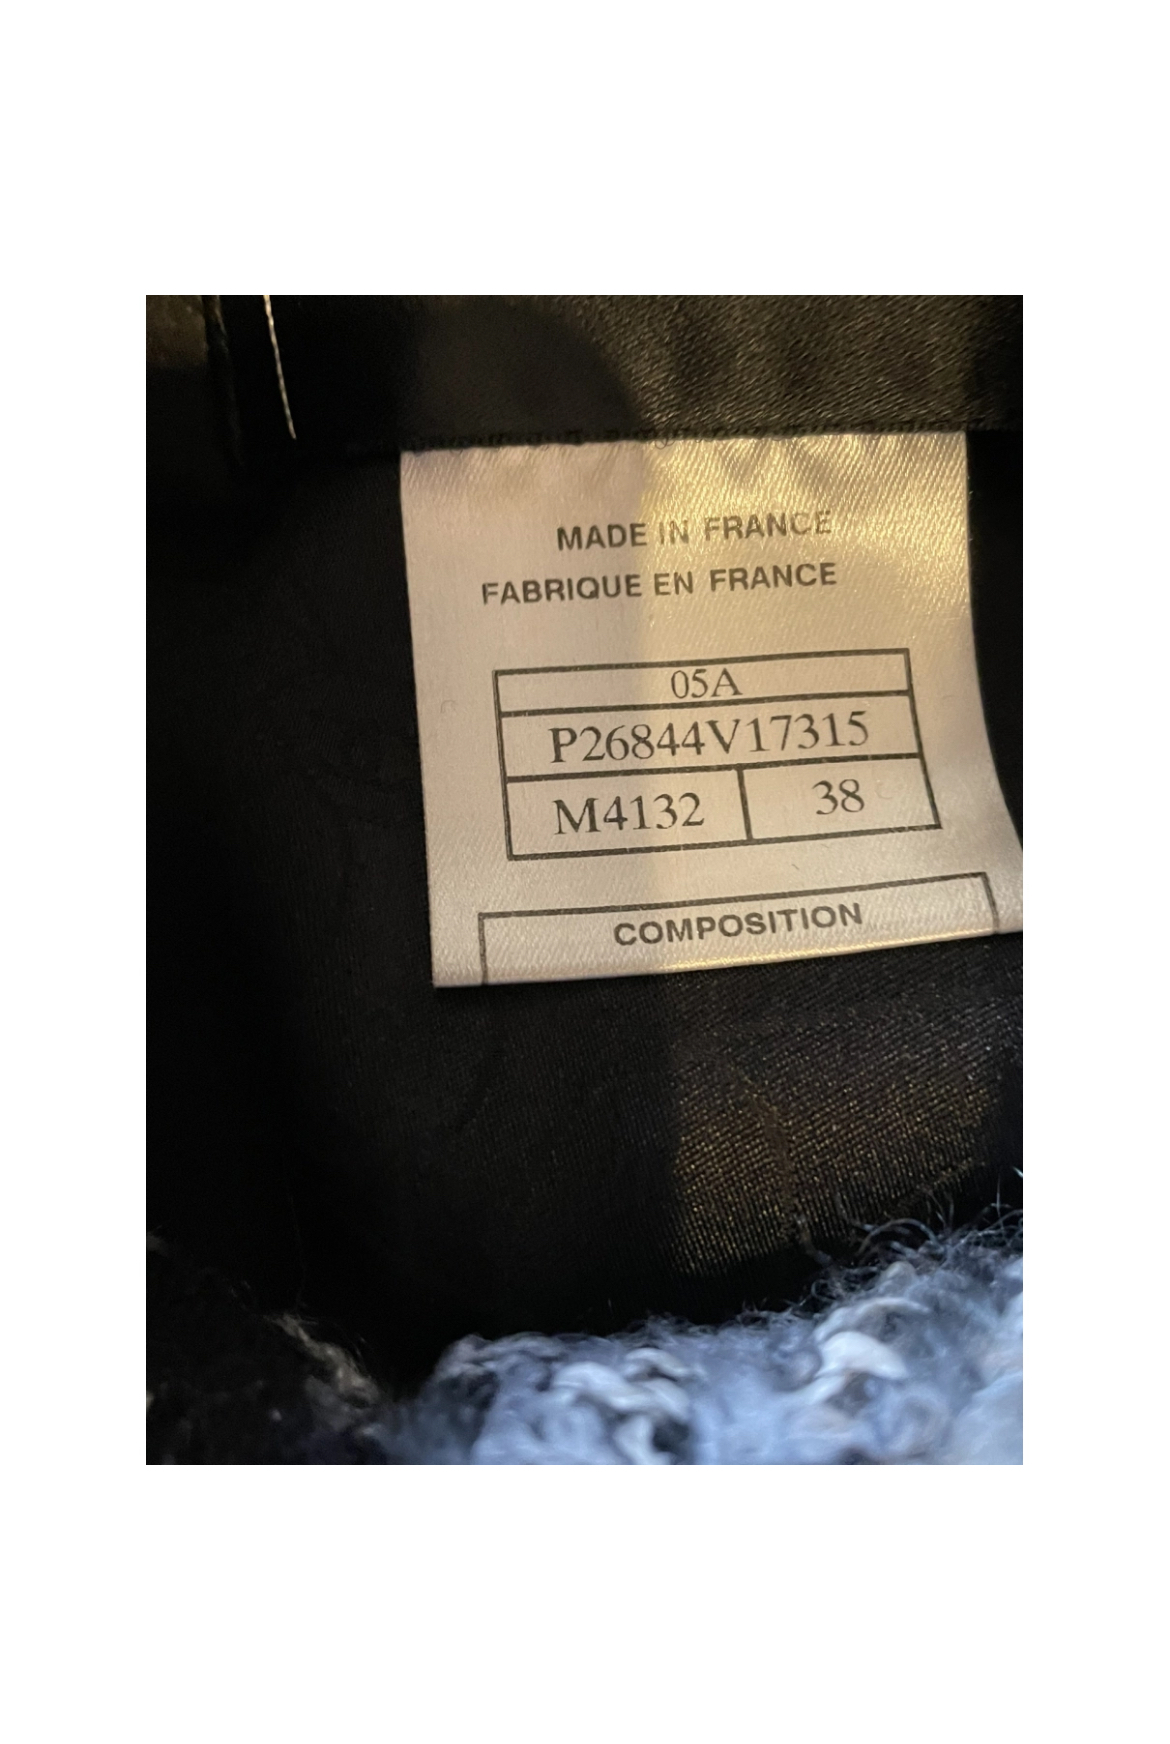 MADE IN FRANCE
FABRIQUE EN FRANCE
05A
P26844V17315
M4132 38
COMPOSITION